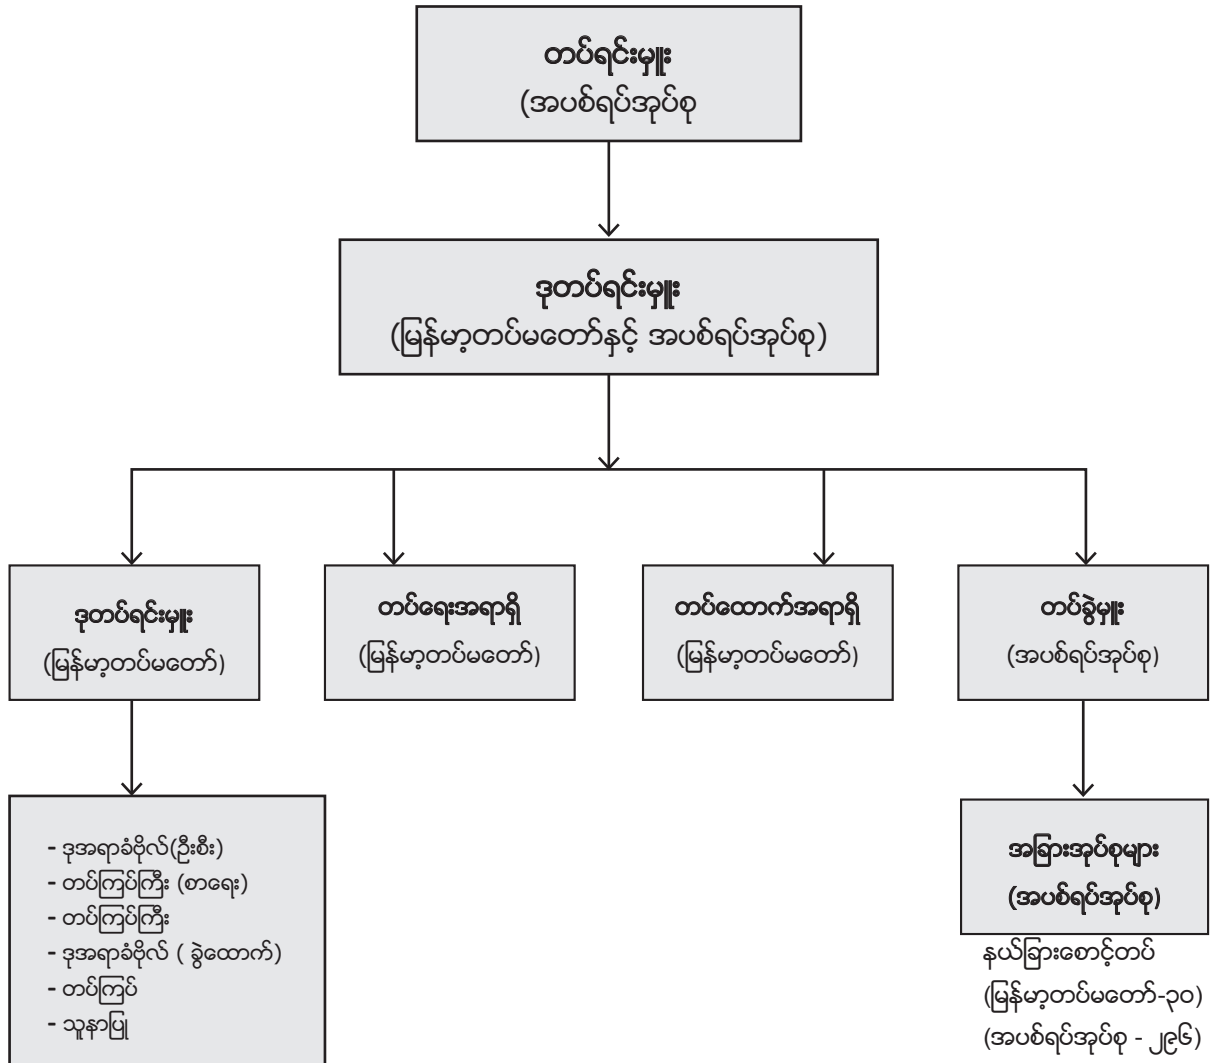 တပ်ရင်းမှူး
(အပစ်ရပ်အုပ်စု
ဒုတပ်ရင်းမှူး
(မြန်မာ့တပ်မတော်နှင့် အပစ်ရပ်အုပ်စု)
ဒုတပ်ရင်းမှူး
(မြန်မာ့တပ်မတော်)
တပ်ရေးအရာရှိ
(မြန်မာ့တပ်မတော်)
တပ်ထောက်အရာရှိ
(မြန်မာ့တပ်မတော်)
တပ်ခွဲမှူး
(အပစ်ရပ်အုပ်စု)
- ဒုအရာခံဗိုလ်(ဦးစီး)
- တပ်ကြပ်ကြီး (စာရေး)
- တပ်ကြပ်ကြီး
- ဒုအရာခံဗိုလ် ( ခွဲထောက်)
- တပ်ကြပ်
- သူနာပြု
အခြားအုပ်စုများ
(အပစ်ရပ်အုပ်စု)
နယ်ခြားစောင့်တပ်
(မြန်မာ့တပ်မတော်-၃၀)
(အပစ်ရပ်အုပ်စု - ၂၉၆)